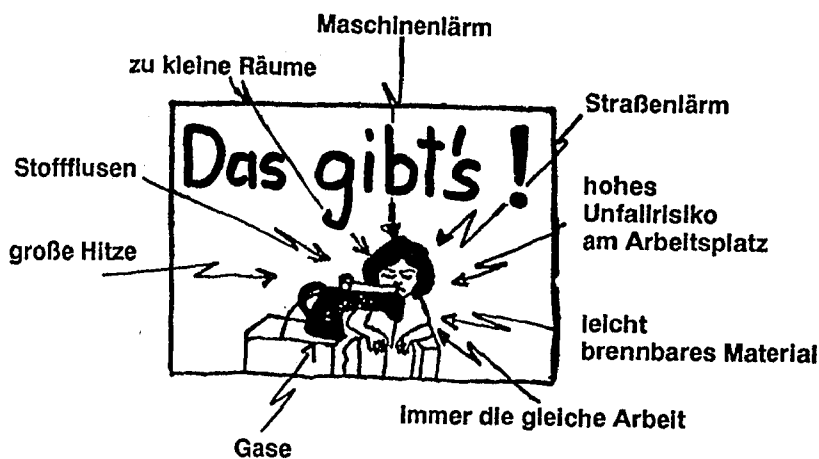 Maschinenlärm
zu kleine Räume
Straßenlärm
Das gibt's !
Stoffflusen
hohes
Unfallrisiko
am Arbeitsplatz
große Hitze
leicht
brennbares Material
Immer die gleiche Arbeit
Gase